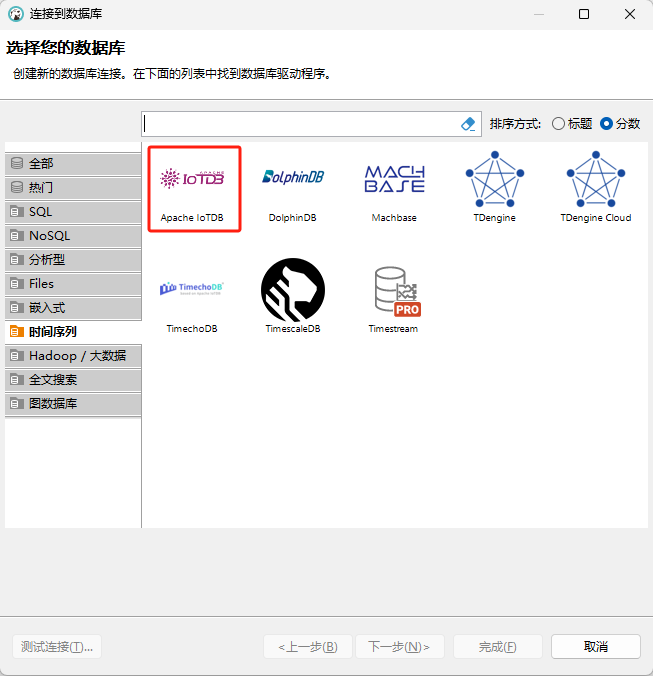 连接到数据库
选择您的数据库
创建新的数据库连接。在下面的列表中找到数据库驱动程序。
排序方式: 标题 分数
全部
热门
SQL
NoSQL
分析型
Files
嵌入式
时间序列
Hadoop / 大数据
全文搜索
图数据库
APACHE
IoTDB
Apache IoTDB
DolphinDB
DolphinDB
MACH
BASE
Machbase
TDengine
TDengine Cloud
TimechoDB
based on Apache IoTDB
TimechoDB
TimescaleDB
PRO
Timestream
测试连接(T)...
<上一步(B)
下一步(N)>
完成(F)
取消